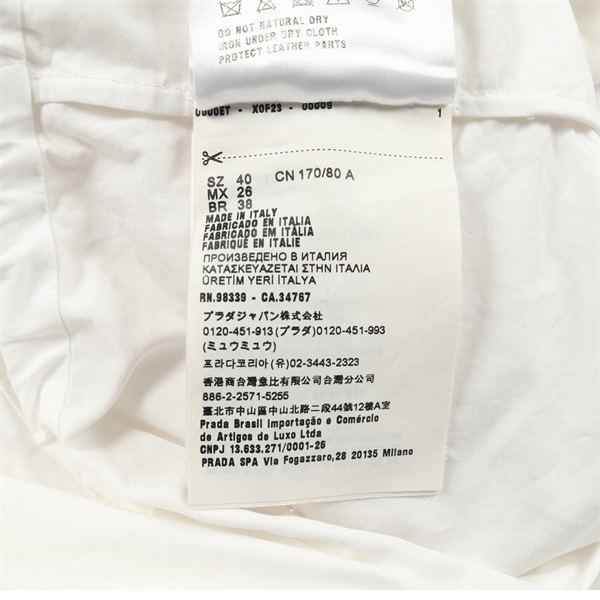 DO NOT NATURAL DRY
IRON UNDER DRY CLOTH
PROTECT LEATHER PARTS
- X0F23 - 1
SZ 40 CN 170/80 A
MX 26
BR 38
MADE IN ITALY
FABRICADO EN ITALIA
FABRICADO EM ITÀLIA
FABRIQUÉ EN ITALIE
ПРОИЗВЕДЕНО В ИТАЛИЯ
ΚΑΤΑΣΚΕΥΑΖΕΤΑΙ ΣΤΗΝ ΙΤΑΛΙΑ
ÜRETİM YERİ İTALYA
RN.98339 - CA.34767
プラダジャパン株式会社
0120-451-913(プラダ)0120-451-993
(ミュウミュウ)
프라다코리아(유)02-3443-2323
香港商台灣意比有限公司台灣分公司
886-2-2571-5255
臺北市中山區中山北路二段44號12樓A室
Prada Brasil Importação e Comércio
de Artigos de Luxo Ltda
CNPJ 13.633.271/0001-26
PRADA SPA Via Fogazzaro,28 20135 Milano